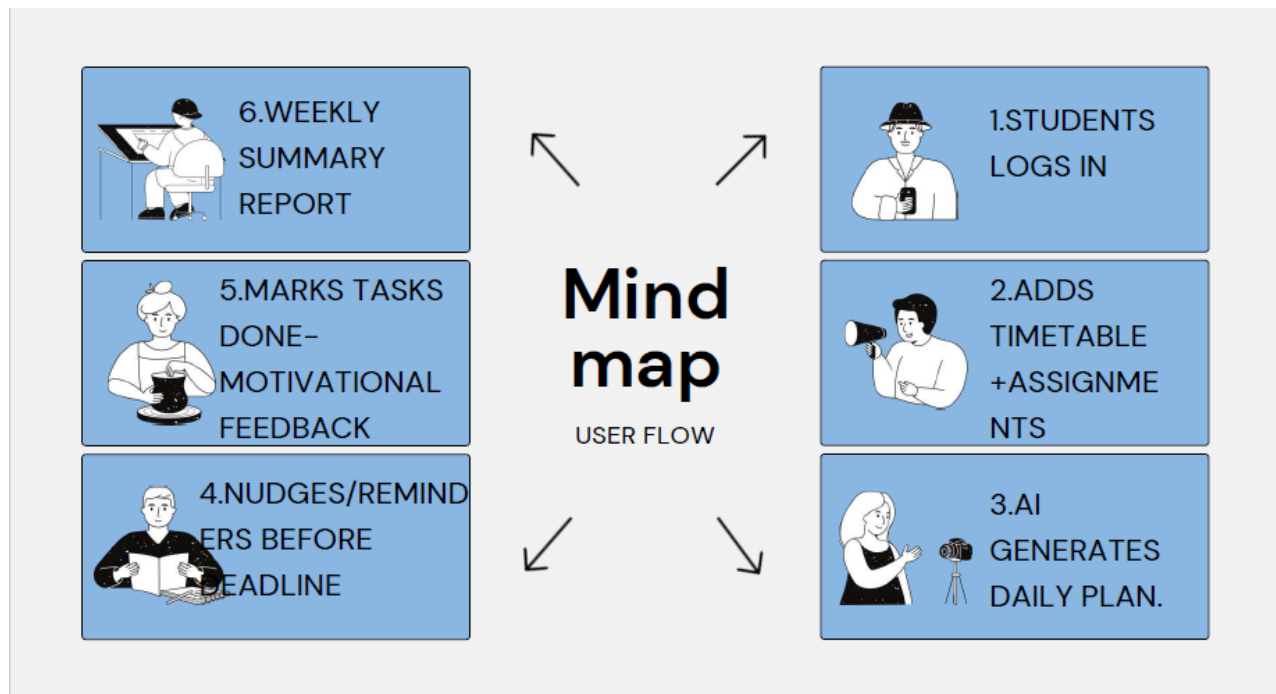 6.WEEKLY
SUMMARY
REPORT
1.STUDENTS
LOGS IN
5.MARKS TASKS
DONE-
MOTIVATIONAL
FEEDBACK
Mind
map
USER FLOW
2.ADDS
TIMETABLE
+ASSIGNME
NTS
4.NUDGES/REMIND
ERS BEFORE
DEADLINE
3.AI
GENERATES
DAILY PLAN.